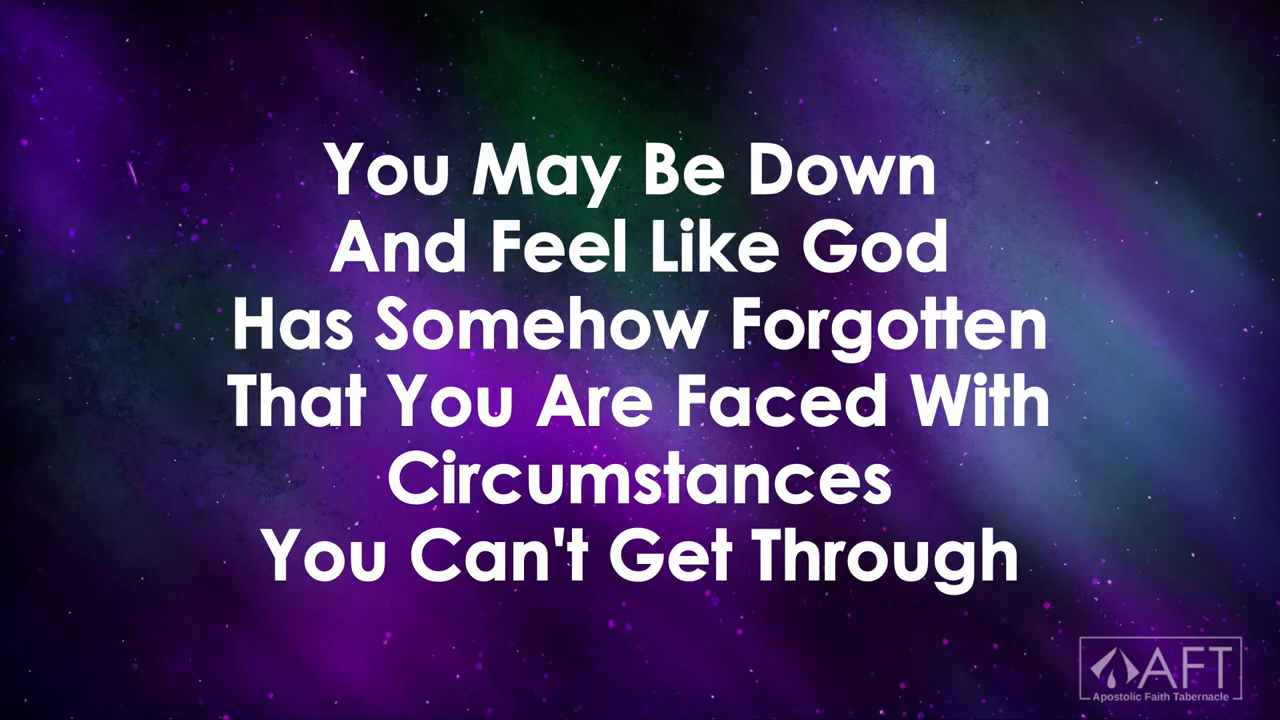 You May Be Down
And Feel Like God
Has Somehow Forgotten
That You Are Faced With
Circumstances
You Can't Get Through
AFT
Apostolic Faith Tabernacle